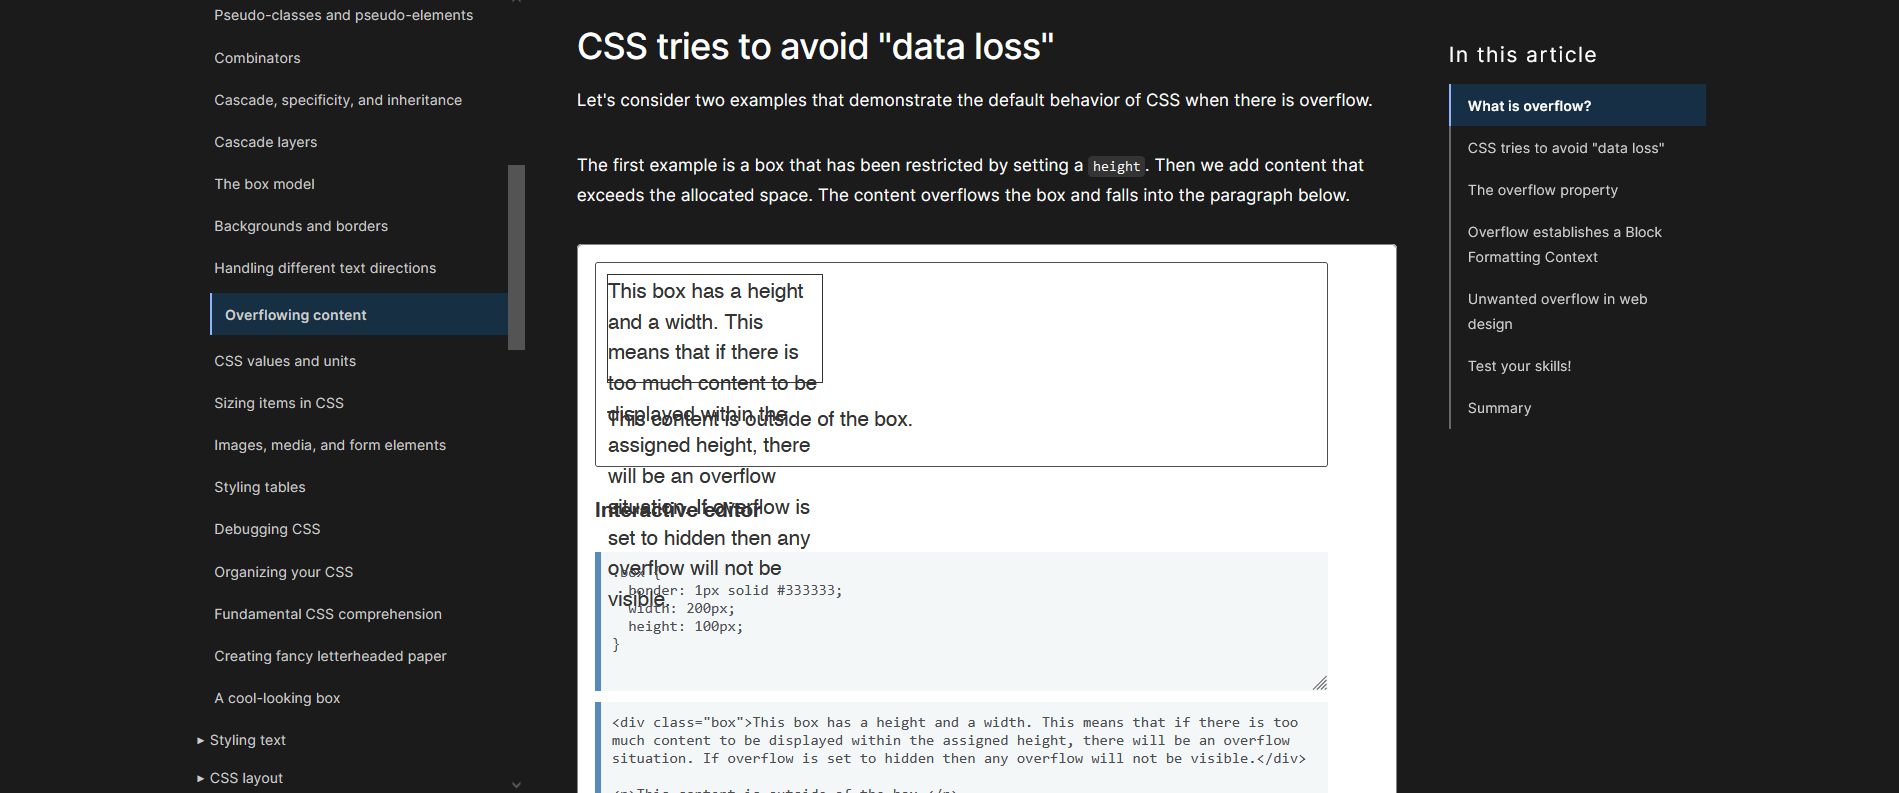 Pseudo-classes and pseudo-elements
Combinators
Cascade, specificity, and inheritance
Cascade layers
The box model
Backgrounds and borders
Handling different text directions
Overflowing content
CSS values and units
Sizing items in CSS
Images, media, and form elements
Styling tables
Debugging CSS
Organizing your CSS
Fundamental CSS comprehension
Creating fancy letterheaded paper
A cool-looking box
▸ Styling text
▸ CSS layout
CSS tries to avoid "data loss"
Let's consider two examples that demonstrate the default behavior of CSS when there is overflow.
The first example is a box that has been restricted by setting a height. Then we add content that
exceeds the allocated space. The content overflows the box and falls into the paragraph below.
This box has a height
and a width. This
means that if there is
too much content to be
displayed within the
assigned height, there
will be an overflow
situation. If overflow is
set to hidden then any
overflow will not be
visible.
This content is outside of the box.
Interactive editor
.box {
border: 1px solid #333333;
width: 200px;
height: 100px;
}
<div class="box">This box has a height and a width. This means that if there is too
much content to be displayed within the assigned height, there will be an overflow
situation. If overflow is set to hidden then any overflow will not be visible.</div>
<p>This content is outside of the box.</p>
In this article
What is overflow?
CSS tries to avoid "data loss"
The overflow property
Overflow establishes a Block
Formatting Context
Unwanted overflow in web
design
Test your skills!
Summary